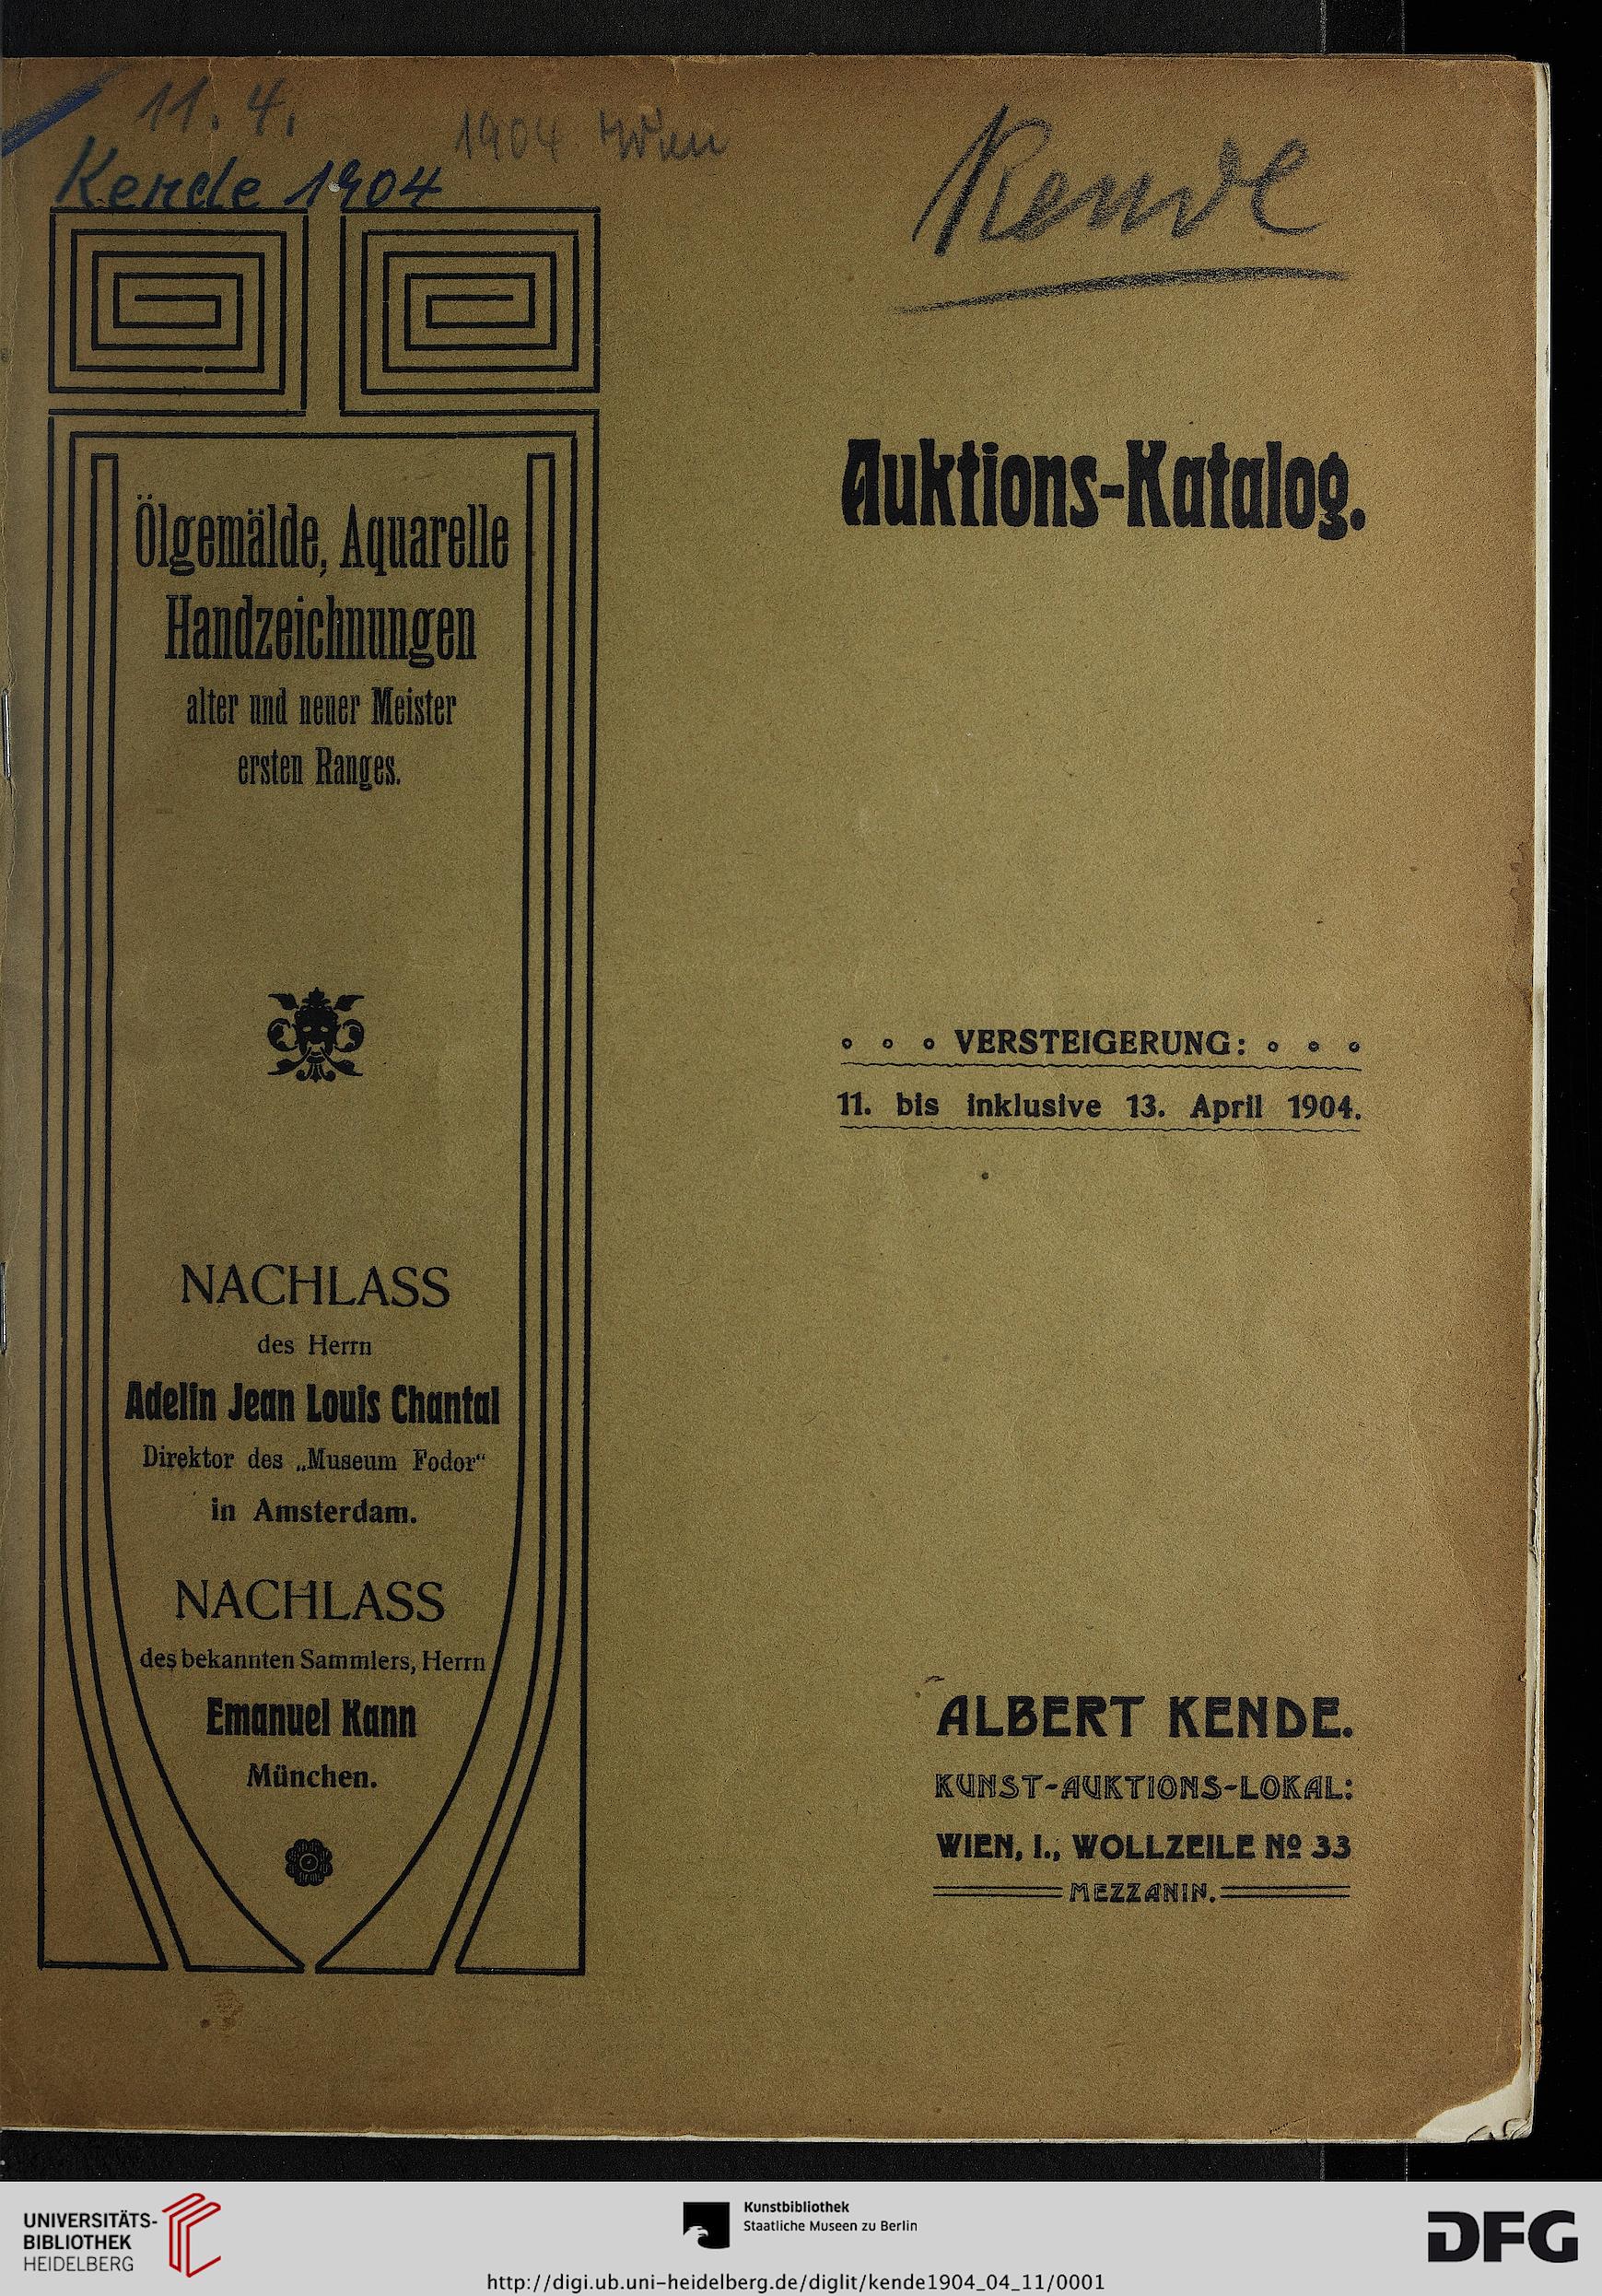 11. 4.
1904 Wien
Kende 1904
Kende
Ölgemälde, Aquarelle
Handzeichnungen
alter und neuer Meister
ersten Ranges.
NACHLASS
des Herrn
Adelin Jean Louis Chantal
Direktor des „Museum Fodor“
in Amsterdam.
NACHLASS
des bekannten Sammlers, Herrn
Emanuel Kann
München.
Auktions-Katalog.
VERSTEIGERUNG:
11. bis inklusive 13. April 1904.
ALBERT KENDE.
KUNST-AUKTIONS-LOKAL:
WIEN, I., WOLLZEILE Nº 33
MEZZANIN.
UNIVERSITÄTS-
BIBLIOTHEK
HEIDELBERG
Kunstbibliothek
Staatliche Museen zu Berlin
DFG
http://digi.ub.uni-heidelberg.de/diglit/kende1904_04_11/0001